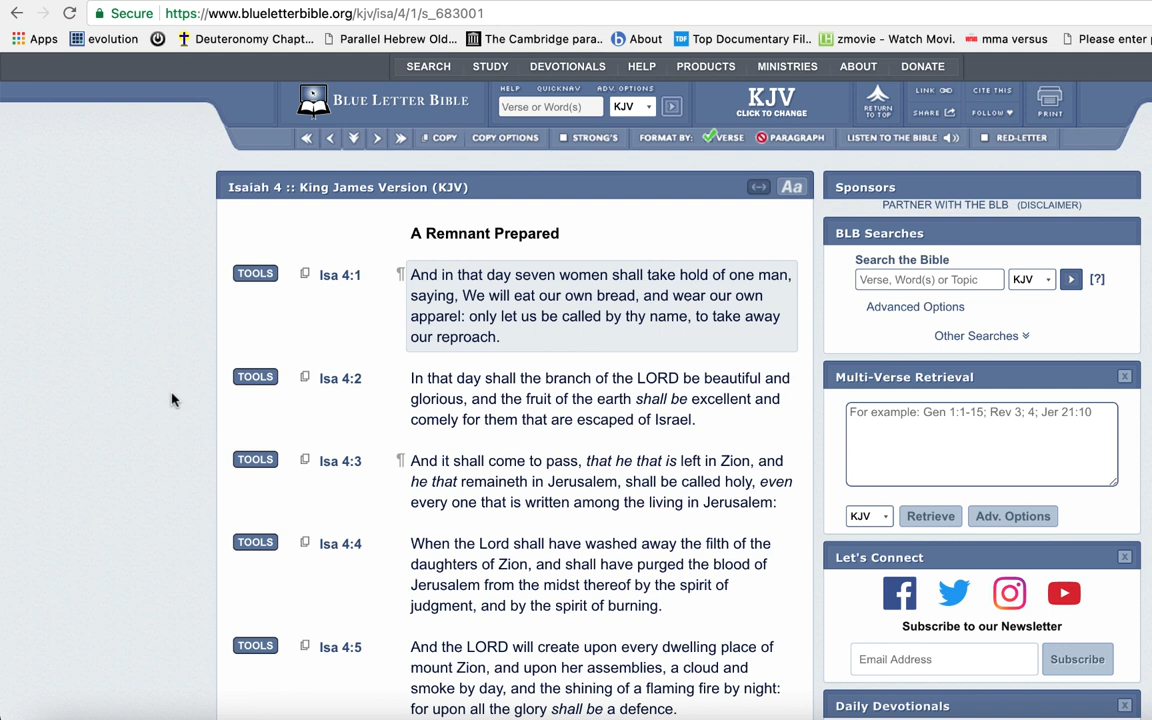 Secure https://www.blueletterbible.org/kjv/isa/4/1/s_683001
Apps evolution Deuteronomy Chapt... Parallel Hebrew Old... The Cambridge para.. About Top Documentary Fil.. zmovie - Watch Movi. mma versus Please enter
SEARCH STUDY DEVOTIONALS HELP PRODUCTS MINISTRIES ABOUT DONATE
HELP QUICKNAV ADV. OPTIONS
BLUE LETTER BIBLE Verse or Word(s) KJV
KJV
CLICK TO CHANGE
RETURN TO TOP
LINK CITE THIS
SHARE FOLLOW
PRINT
COPY COPY OPTIONS STRONG'S FORMAT BY: VERSE PARAGRAPH LISTEN TO THE BIBLE RED-LETTER
Isaiah 4 :: King James Version (KJV) Aa
A Remnant Prepared
TOOLS Isa 4:1 ¶ And in that day seven women shall take hold of one man,
saying, We will eat our own bread, and wear our own
apparel: only let us be called by thy name, to take away
our reproach.
TOOLS Isa 4:2 In that day shall the branch of the LORD be beautiful and
glorious, and the fruit of the earth shall be excellent and
comely for them that are escaped of Israel.
TOOLS Isa 4:3 ¶ And it shall come to pass, that he that is left in Zion, and
he that remaineth in Jerusalem, shall be called holy, even
every one that is written among the living in Jerusalem:
TOOLS Isa 4:4 When the Lord shall have washed away the filth of the
daughters of Zion, and shall have purged the blood of
Jerusalem from the midst thereof by the spirit of
judgment, and by the spirit of burning.
TOOLS Isa 4:5 And the LORD will create upon every dwelling place of
mount Zion, and upon her assemblies, a cloud and
smoke by day, and the shining of a flaming fire by night:
for upon all the glory shall be a defence.
Sponsors
PARTNER WITH THE BLB (DISCLAIMER)
BLB Searches
Search the Bible
Verse, Word(s) or Topic KJV [?]
Advanced Options
Other Searches
Multi-Verse Retrieval
For example: Gen 1:1-15; Rev 3; 4; Jer 21:10
KJV Retrieve Adv. Options
Let's Connect
Subscribe to our Newsletter
Email Address Subscribe
Daily Devotionals